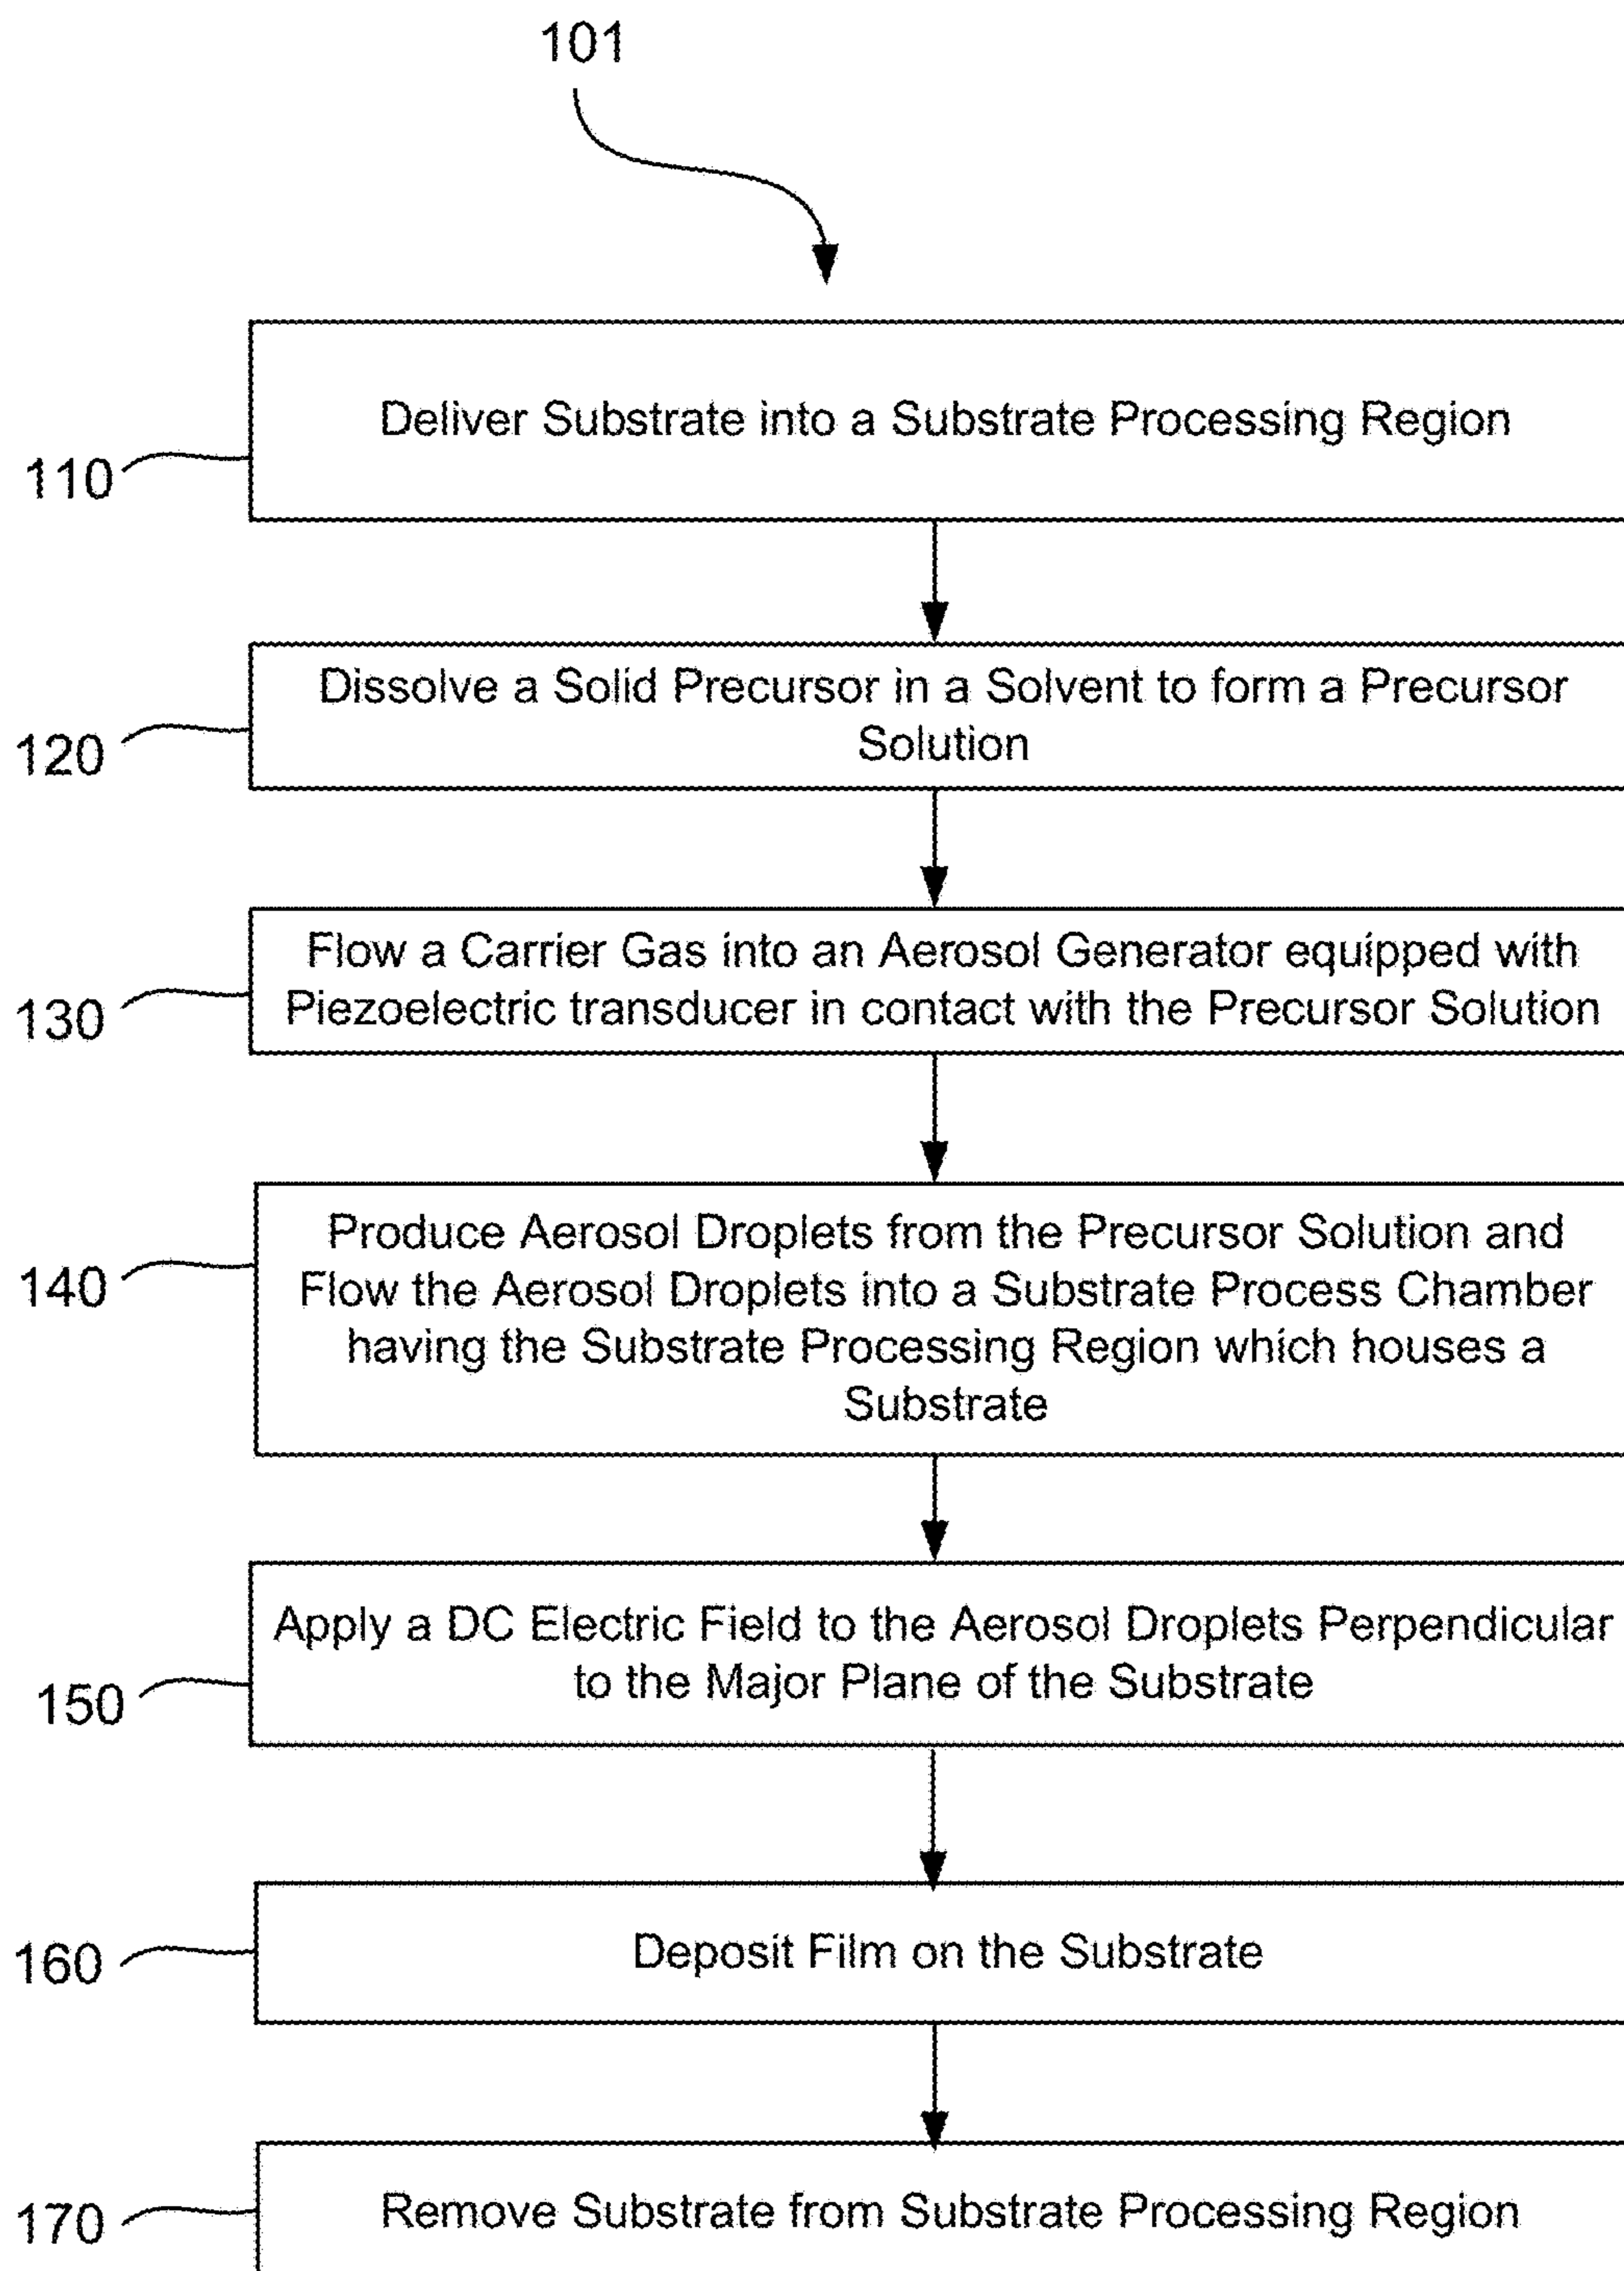 101
Deliver Substrate into a Substrate Processing Region
110
Dissolve a Solid Precursor in a Solvent to form a Precursor
Solution
120
Flow a Carrier Gas into an Aerosol Generator equipped with
Piezoelectric transducer in contact with the Precursor Solution
130
Produce Aerosol Droplets from the Precursor Solution and
Flow the Aerosol Droplets into a Substrate Process Chamber
having the Substrate Processing Region which houses a
Substrate
140
Apply a DC Electric Field to the Aerosol Droplets Perpendicular
to the Major Plane of the Substrate
150
Deposit Film on the Substrate
160
Remove Substrate from Substrate Processing Region
170